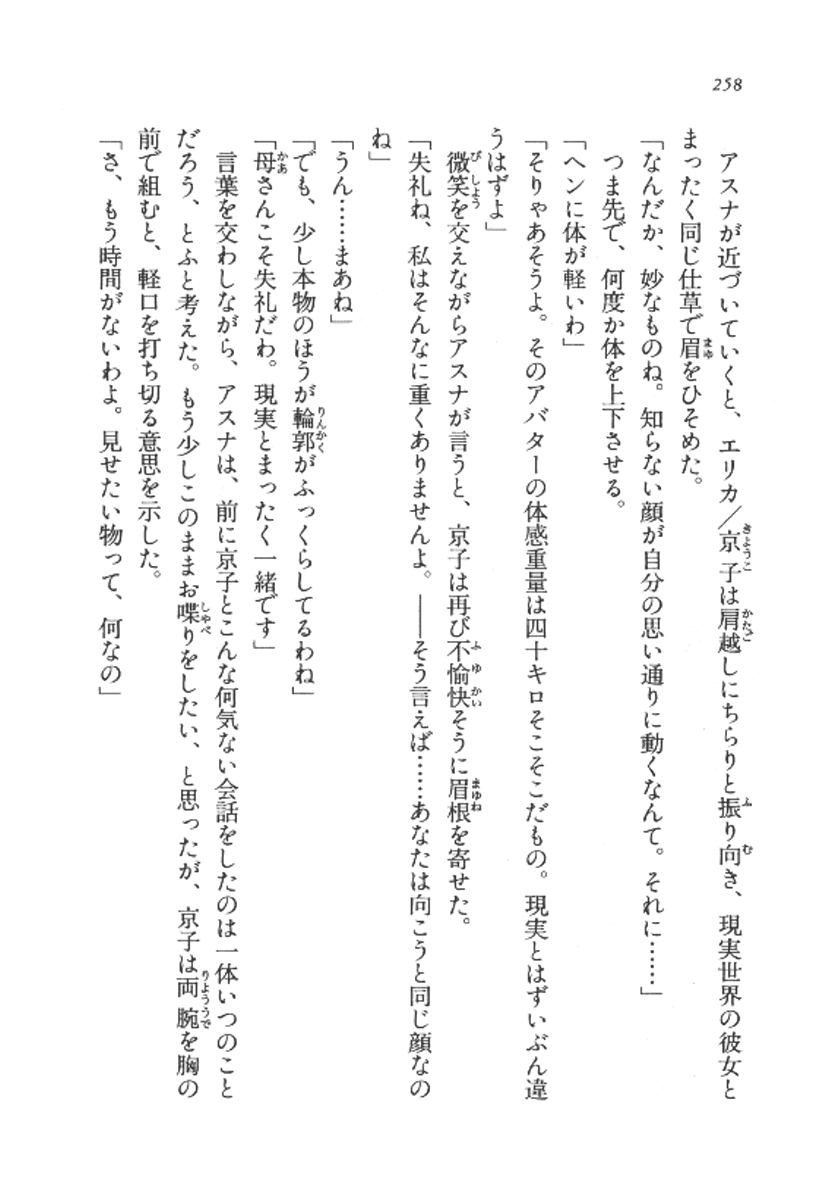 258
アスナが近づいていくと、エリカ／京子は肩越しにちらりと振り向き、現実世界の彼女と
まったく同じ仕草で眉をひそめた。
「なんだか、妙なものね。知らない顔が自分の思い通りに動くなんて。それに……」
つま先で、何度か体を上下させる。
「ヘンに体が軽いわ」
「そりゃあそうよ。そのアバターの体感重量は四十キロそこそこだもの。現実とはずいぶん違
うはずよ」
微笑を交えながらアスナが言うと、京子は再び不愉快そうに眉根を寄せた。
「失礼ね、私はそんなに重くありませんよ。――そう言えば……あなたは向こうと同じ顔なの
ね」
「うん……まあね」
「でも、少し本物のほうが輪郭がふっくらしてるわね」
「母さんこそ失礼だわ。現実とまったく一緒です」
言葉を交わしながら、アスナは、前に京子とこんな何気ない会話をしたのは一体いつのこと
だろう、とふと考えた。もう少しこのままお喋りをしたい、と思ったが、京子は両腕を胸の
前で組むと、軽口を打ち切る意思を示した。
「さ、もう時間がないわよ。見せたい物って、何なの」